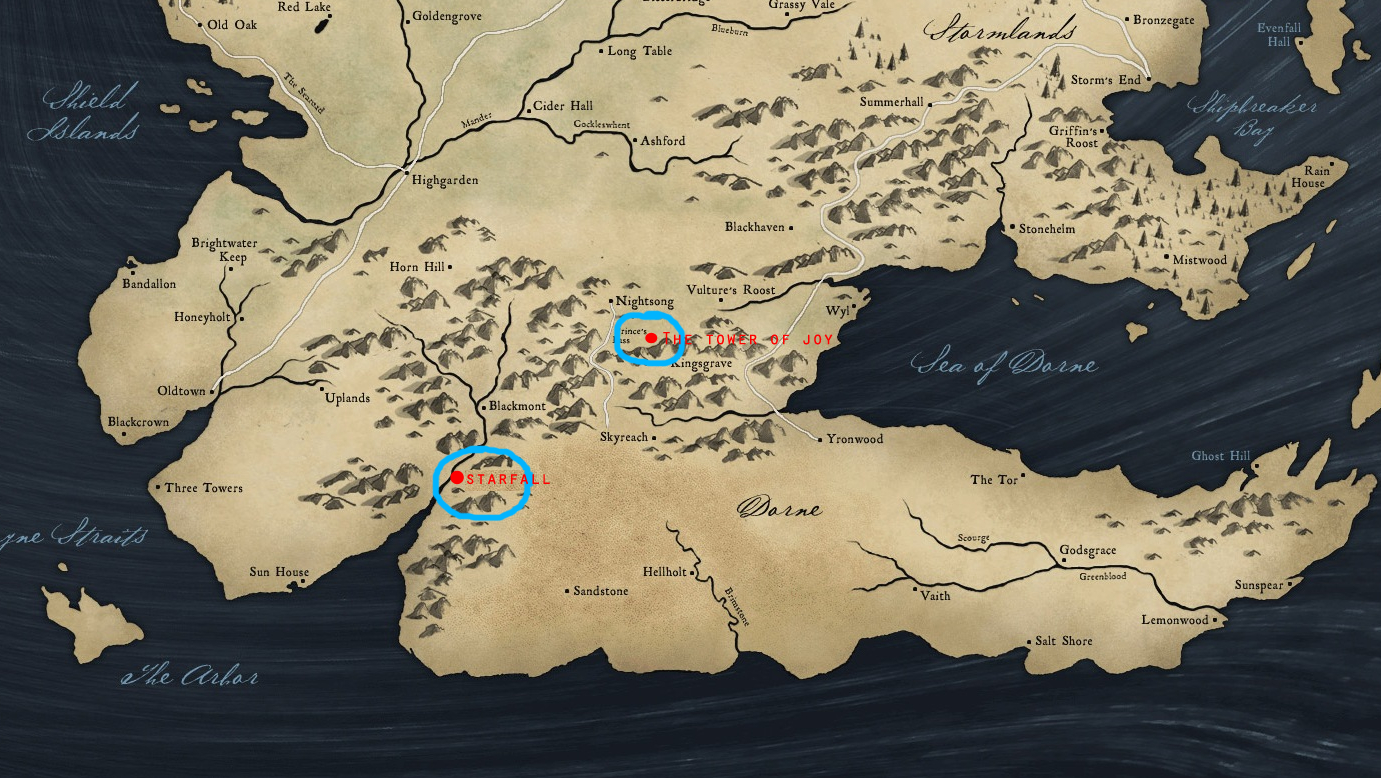 Red Lake
Grassy Vale
Goldengrove
Old Oak
Bronzegate
Blueburn
Stormlands
Evenfall
Hall
Long Table
Storm's End
The Searoad
Shield
Islands
Cider Hall
Summerhall
Shipbreaker
Bay
Mander
Cockleswhent
Griffin's
Roost
Ashford
Rain
House
Highgarden
Blackhaven
Stonehelm
Brightwater
Keep
Mistwood
Horn Hill
Bandallon
Vulture's Roost
Nightsong
Wyl
Honeyholt
Pass
THE TOWER OF JOY
Kingsgrave
Sea of Dorne
Oldtown
Uplands
Blackmont
Blackcrown
Skyreach
Yronwood
Ghost Hill
STARFALL
The Tor
Three Towers
Dorne
Straits
Scourge
Godsgrace
Sun House
Hellholt
Greenblood
Sandstone
Brimstone
Vaith
Sunspear
Lemonwood
Salt Shore
The Arbor